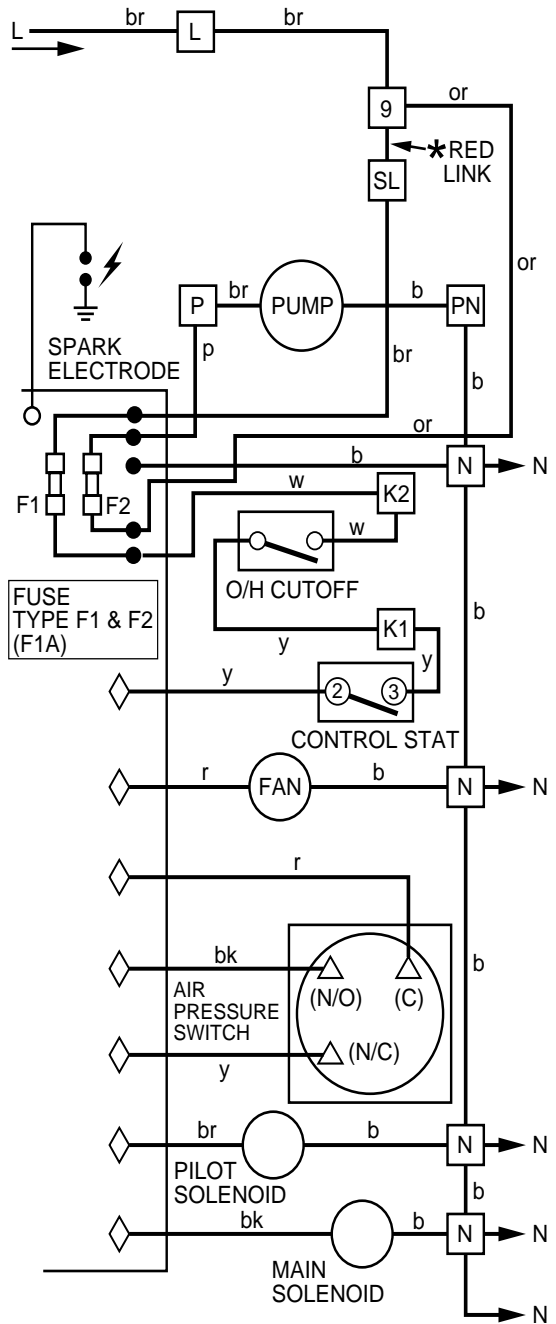 L br L br
9 or
*RED
LINK
SL
or
P br PUMP b PN
SPARK
ELECTRODE
p
br
b
or
b N N
w
F1 F2 K2
w
O/H CUTOFF
FUSE
TYPE F1 & F2
(F1A)
b
K1
y y
y 2 3
CONTROL STAT
r FAN b N N
r
bk
AIR
PRESSURE
SWITCH
(N/O) (C)
b
(N/C)
y
br b N N
PILOT
SOLENOID
b
bk b N N
MAIN
SOLENOID
N